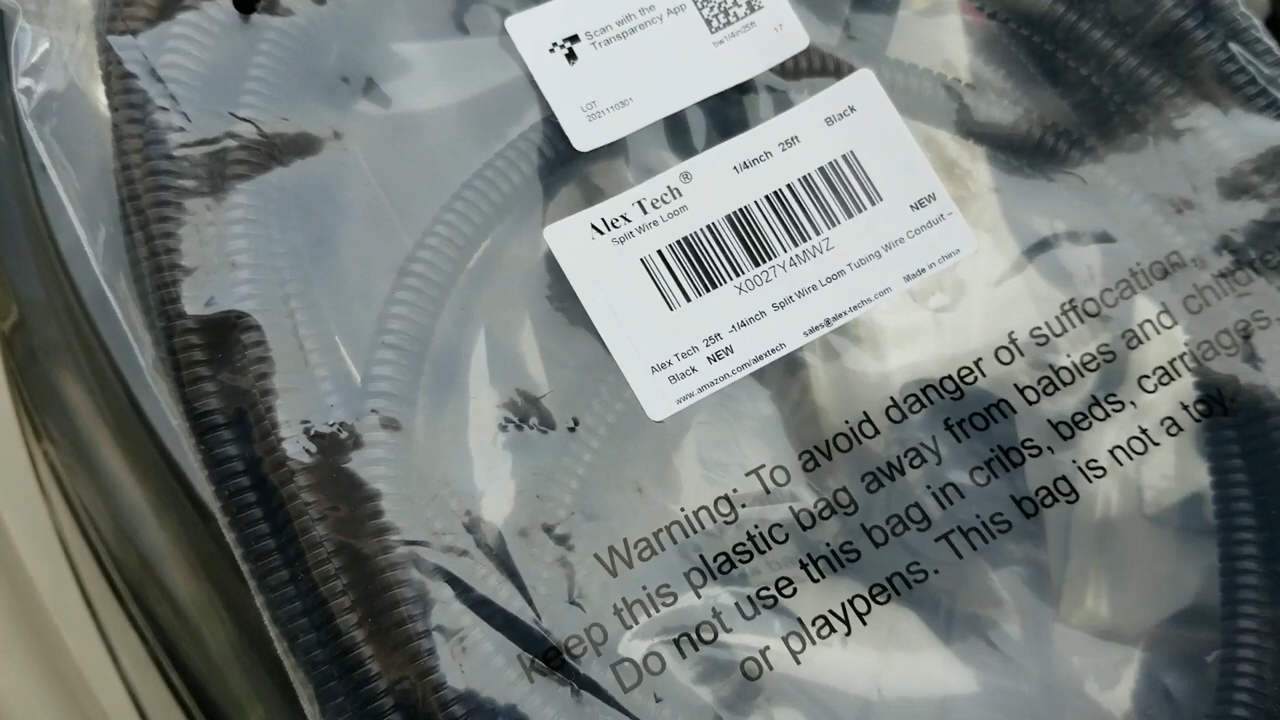 Scan with the
Transparency App
bw1/4in25ft
17
LOT
2021110301
Alex Tech®
Split Wire Loom
1/4inch 25ft
Black
X0027Y4MWZ
NEW
Alex Tech 25ft -1/4inch Split Wire Loom Tubing Wire Conduit –
Black NEW
www.amazon.com/alextech
sales@alex-techs.com
Made in china
Warning: To avoid danger of suffocation,
keep this plastic bag away from babies and children
Do not use this bag in cribs, beds, carriages,
or playpens. This bag is not a toy.